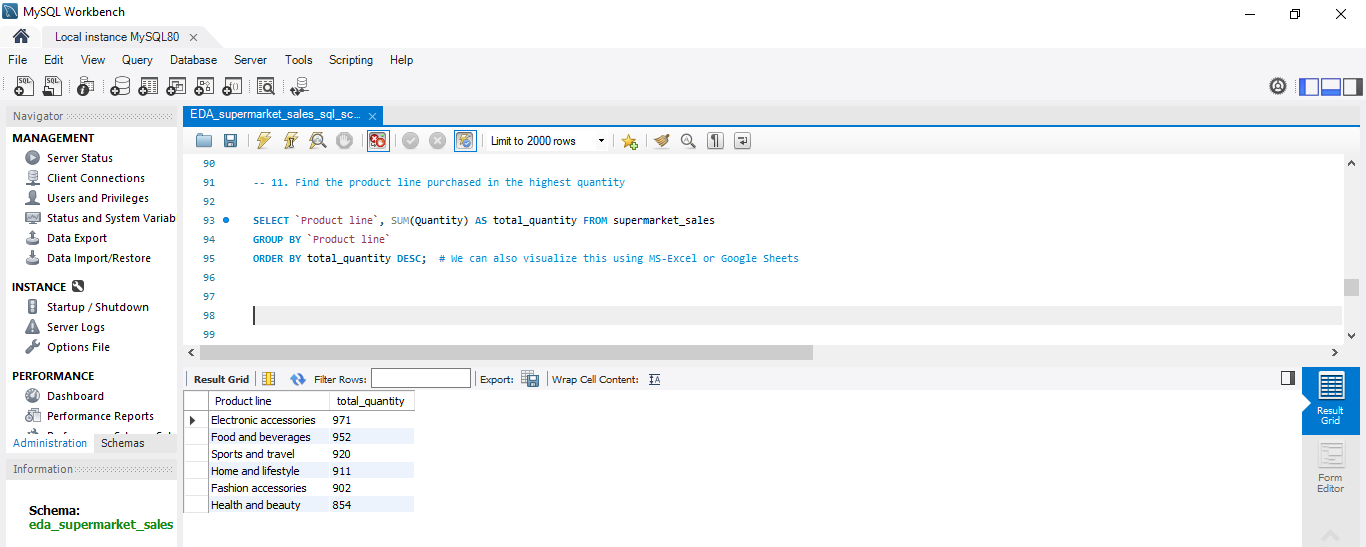 MySQL Workbench
Local instance MySQL80
File Edit View Query Database Server Tools Scripting Help
Navigator
MANAGEMENT
Server Status
Client Connections
Users and Privileges
Status and System Variab
Data Export
Data Import/Restore
INSTANCE
Startup / Shutdown
Server Logs
Options File
PERFORMANCE
Dashboard
Performance Reports
Administration Schemas
Information
Schema:
eda_supermarket_sales
EDA_supermarket_sales_sql_sc...
Limit to 2000 rows
90
91 -- 11. Find the product line purchased in the highest quantity
92
93 SELECT `Product line`, SUM(Quantity) AS total_quantity FROM supermarket_sales
94 GROUP BY `Product line`
95 ORDER BY total_quantity DESC;  # We can also visualize this using MS-Excel or Google Sheets
96
97
98
99
Result Grid Filter Rows: Export: Wrap Cell Content:
Product line total_quantity
Electronic accessories 971
Food and beverages 952
Sports and travel 920
Home and lifestyle 911
Fashion accessories 902
Health and beauty 854
Result
Grid
Form
Editor